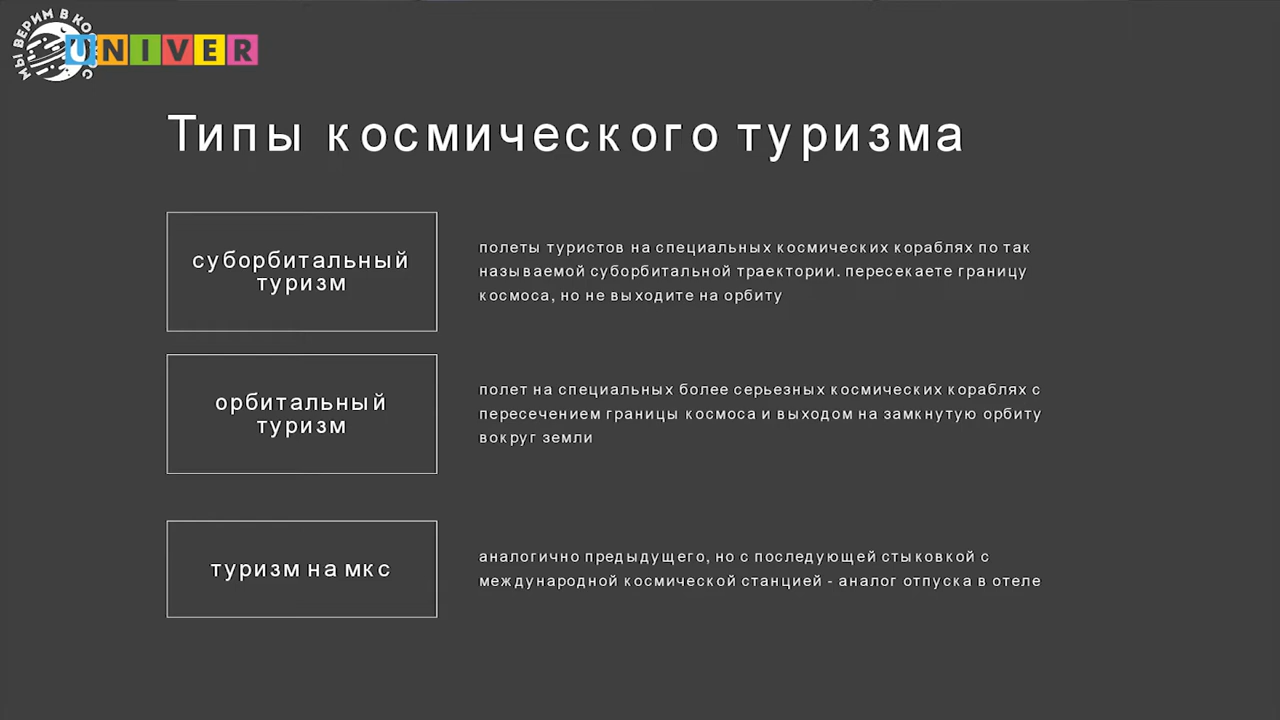 МЫ ВЕРИМ В КО С
UNIVER
Типы космического туризма
суборбитальный
туризм
полеты туристов на специальных космических кораблях по так
называемой суборбитальной траектории. пересекаете границу
космоса, но не выходите на орбиту
орбитальный
туризм
полет на специальных более серьезных космических кораблях с
пересечением границы космоса и выходом на замкнутую орбиту
вокруг земли
туризм на мкс
аналогично предыдущего, но с последующей стыковкой с
международной космической станцией - аналог отпуска в отеле